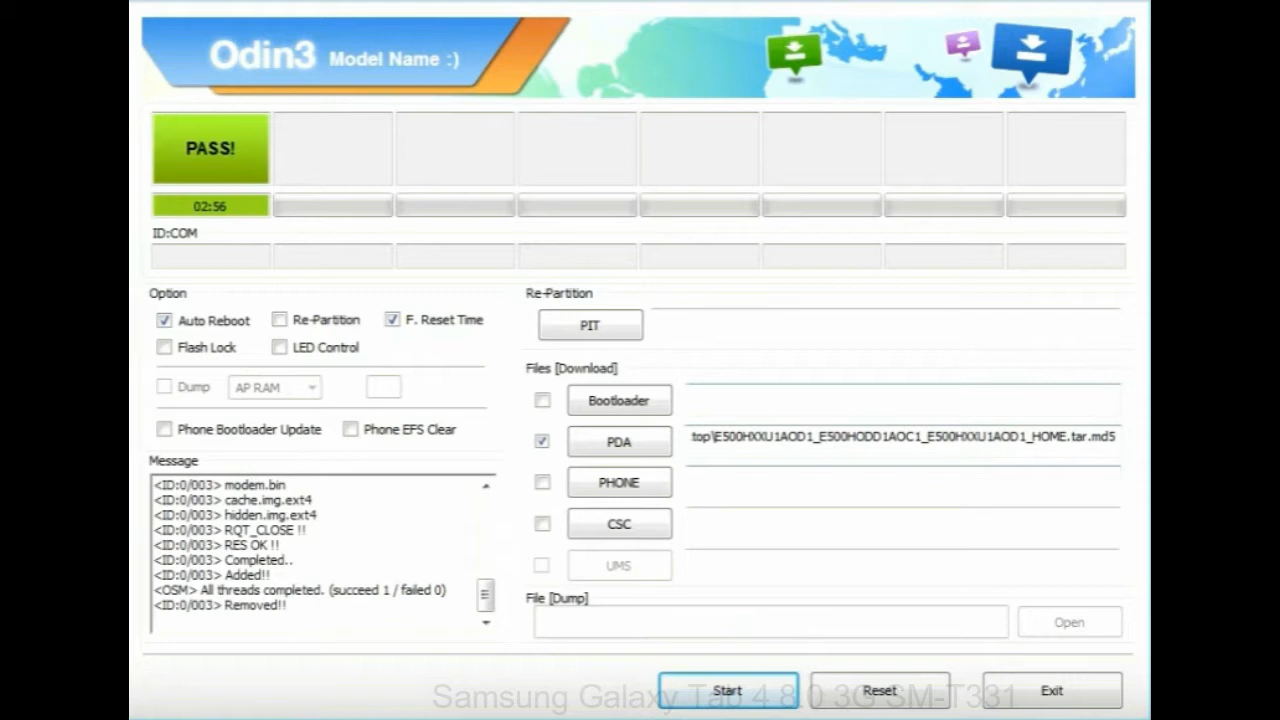 Odin3 Model Name :)
PASS!
02:56
ID:COM
Option
Auto Reboot Re-Partition F. Reset Time
Flash Lock LED Control
Dump AP RAM
Phone Bootloader Update Phone EFS Clear
Message
<ID:0/003> modem.bin
<ID:0/003> cache.img.ext4
<ID:0/003> hidden.img.ext4
<ID:0/003> RQT_CLOSE !!
<ID:0/003> RES OK !!
<ID:0/003> Completed..
<ID:0/003> Added!!
<OSM> All threads completed. (succeed 1 / failed 0)
<ID:0/003> Removed!!
Re-Partition
PIT
Files [Download]
Bootloader
PDA top\E500HXXU1AOD1_E500HODD1AOC1_E500HXXU1AOD1_HOME.tar.md5
PHONE
CSC
UMS
File [Dump]
Open
Start Reset Exit
Samsung Galaxy Tab 4 8.0 3G SM-T331